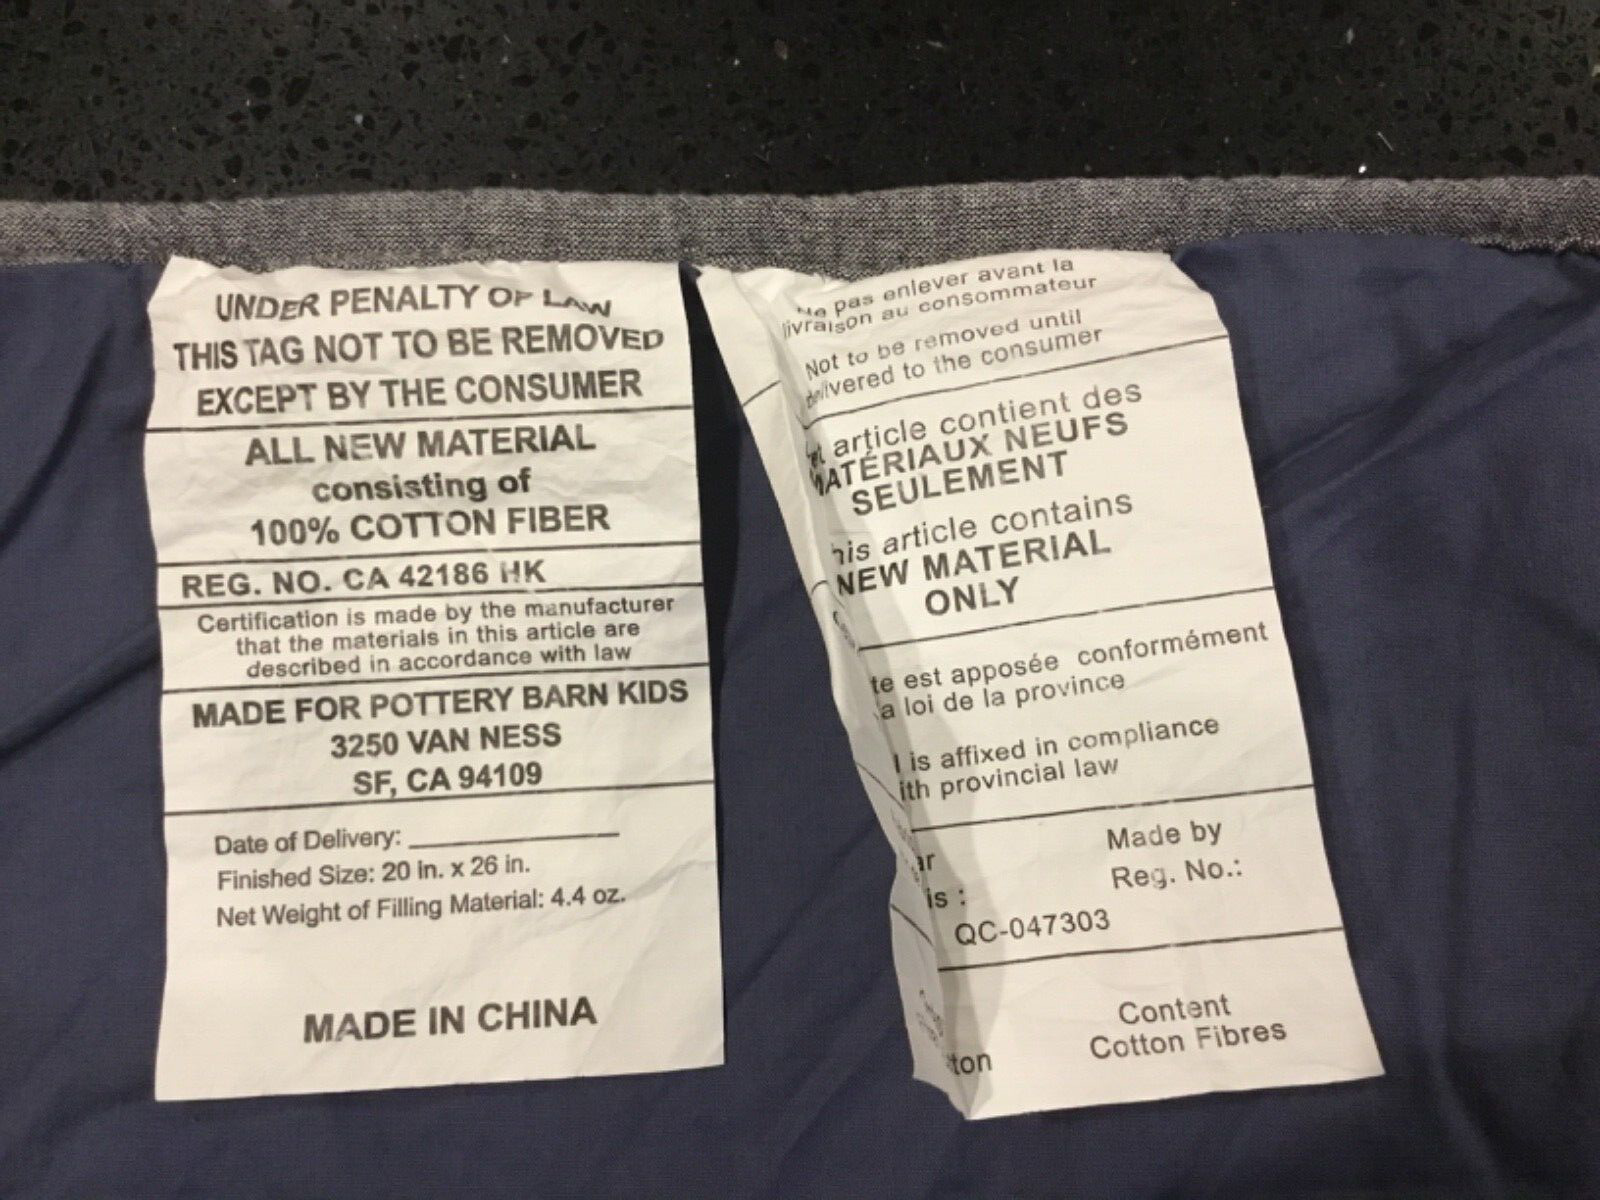 UNDER PENALTY OF LAW
THIS TAG NOT TO BE REMOVED
EXCEPT BY THE CONSUMER
ALL NEW MATERIAL
consisting of
100% COTTON FIBER
REG. NO. CA 42186 HK
Certification is made by the manufacturer
that the materials in this article are
described in accordance with law
MADE FOR POTTERY BARN KIDS
3250 VAN NESS
SF, CA 94109
Date of Delivery:
Finished Size: 20 in. x 26 in.
Net Weight of Filling Material: 4.4 oz.
MADE IN CHINA
Ne pas enlever avant la
livraison au consommateur
Not to be removed until
delivered to the consumer
article contient des
MATÉRIAUX NEUFS
SEULEMENT
his article contains
NEW MATERIAL
ONLY
te est apposée conformément
a loi de la province
l is affixed in compliance
ith provincial law
ar
Made by
is :
Reg. No.:
QC-047303
Content
ton
Cotton Fibres